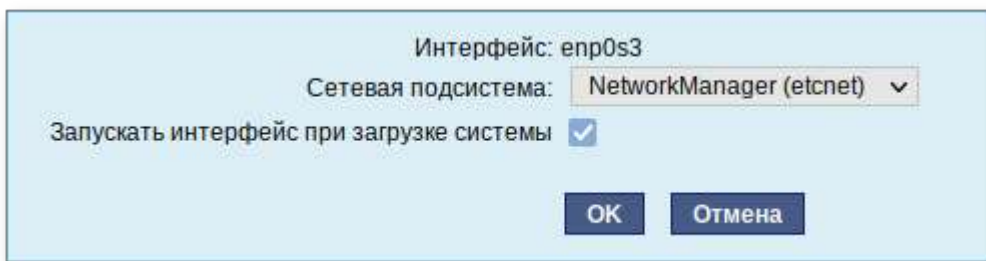 Интерфейс: enp0s3
Сетевая подсистема: NetworkManager (etcnet)
Запускать интерфейс при загрузке системы
OK Отмена